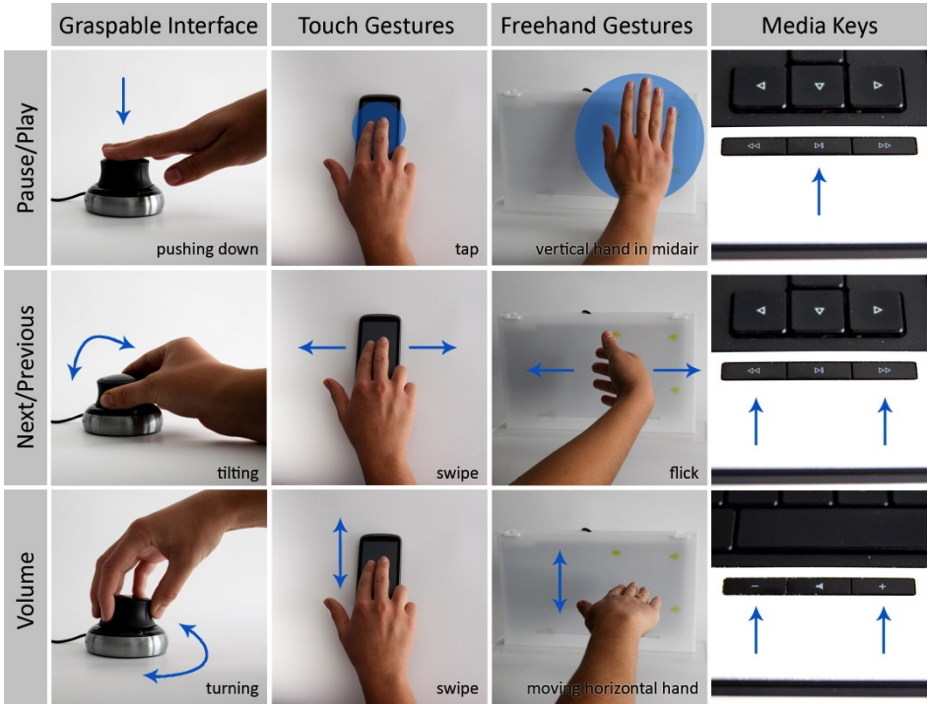 Graspable Interface
Touch Gestures
Freehand Gestures
Media Keys
Pause/Play
pushing down
tap
vertical hand in midair
Next/Previous
tilting
swipe
flick
Volume
turning
swipe
moving horizontal hand